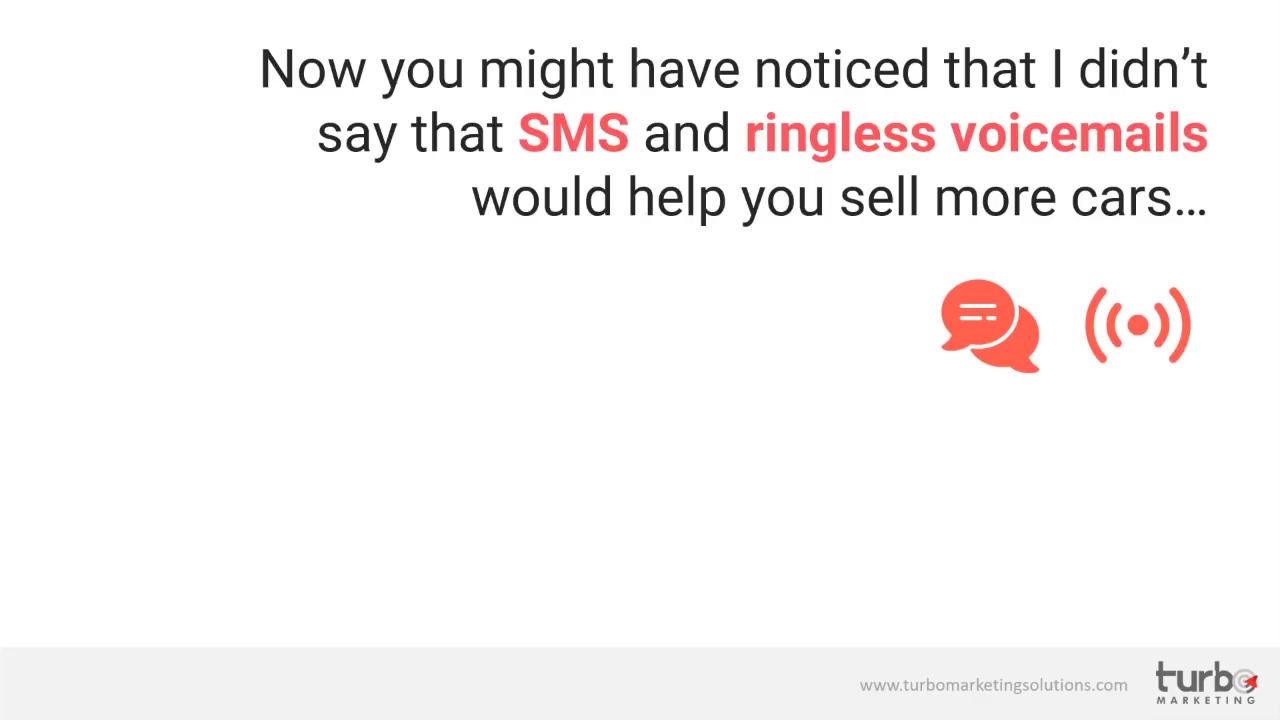 Now you might have noticed that I didn’t
say that SMS and ringless voicemails
would help you sell more cars…
www.turbomarketingsolutions.com
turbo
MARKETING